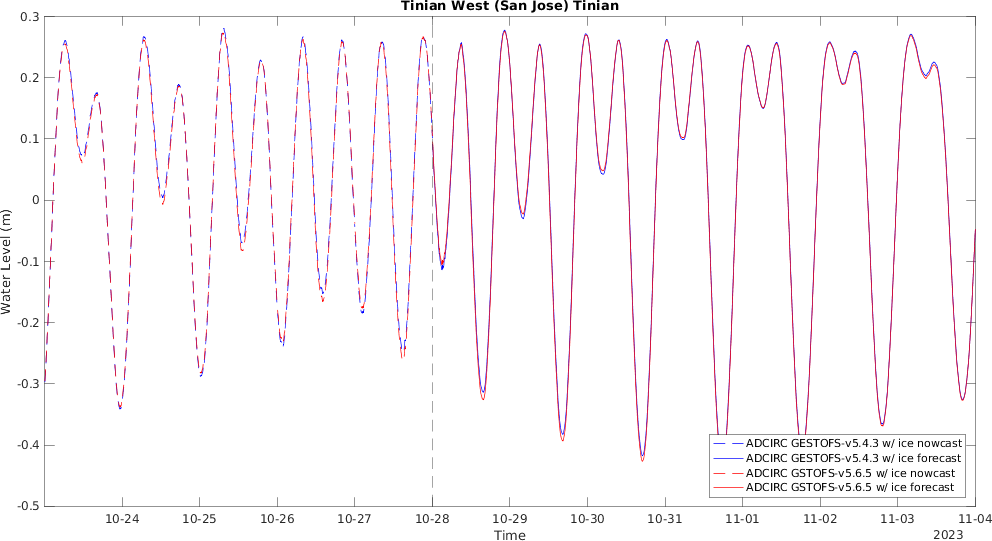 Tinian West (San Jose) Tinian
Water Level (m)
0.3
0.2
0.1
0
-0.1
-0.2
-0.3
-0.4
-0.5
ADCIRC GESTOFS-v5.4.3 w/ ice nowcast
ADCIRC GESTOFS-v5.4.3 w/ ice forecast
ADCIRC GSTOFS-v5.6.5 w/ ice nowcast
ADCIRC GSTOFS-v5.6.5 w/ ice forecast
10-24 10-25 10-26 10-27 10-28 10-29 10-30 10-31 11-01 11-02 11-03 11-04
Time
2023